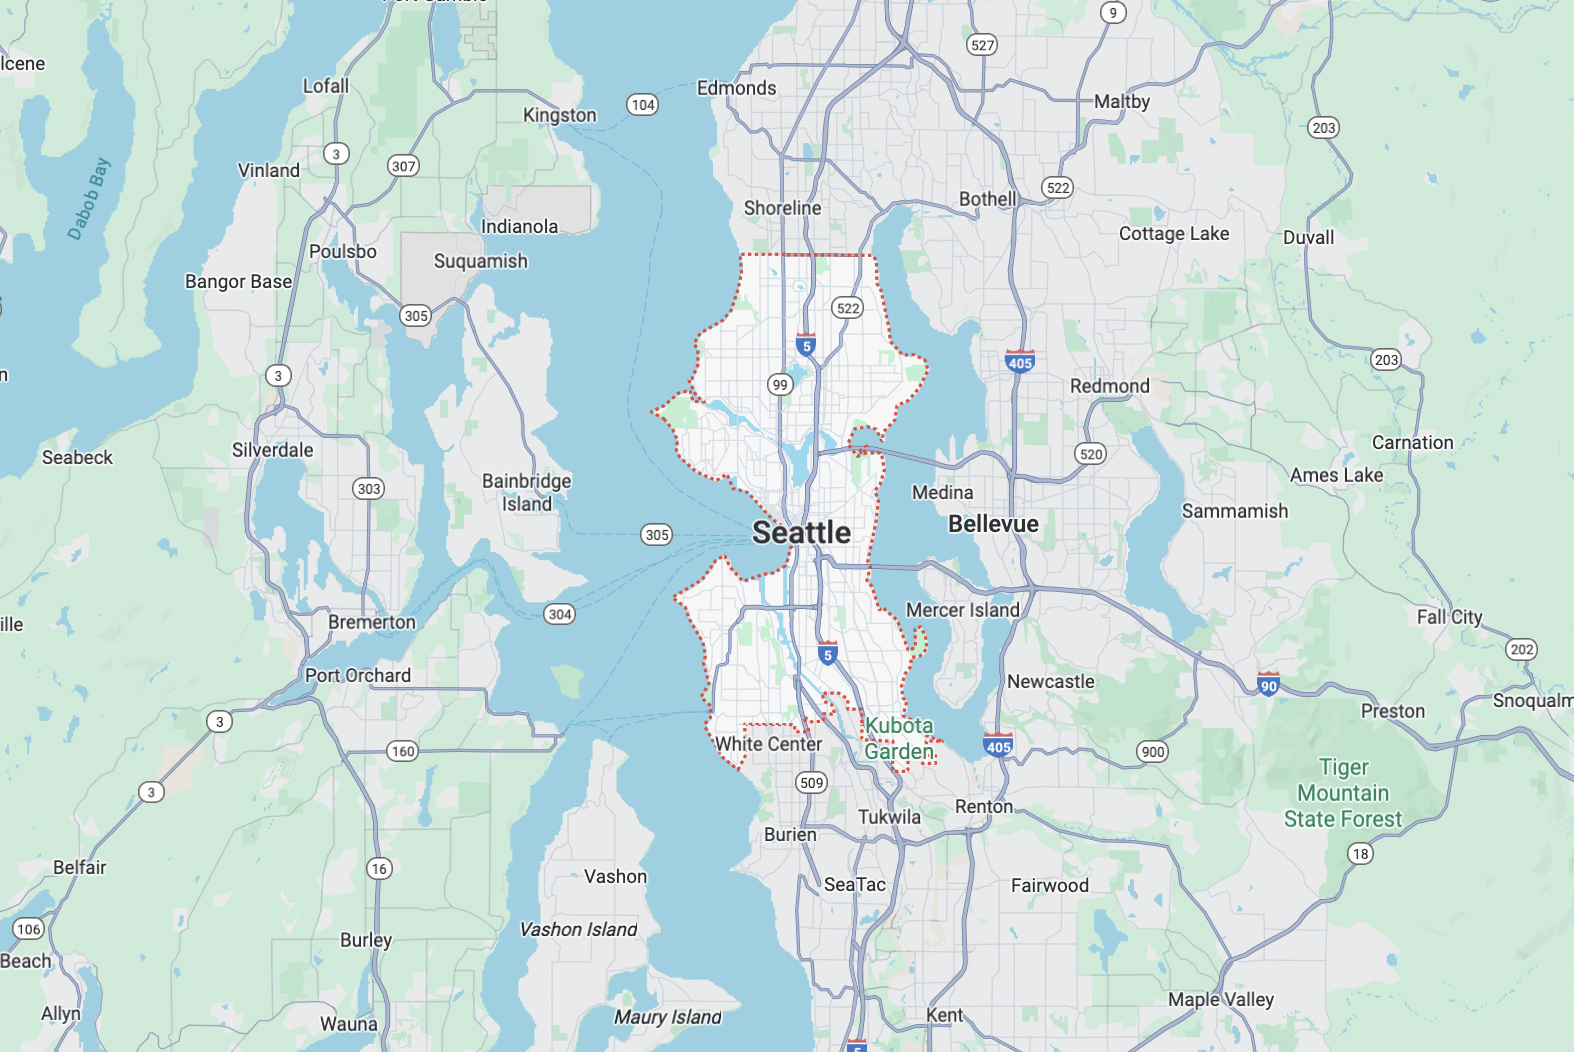 9
527
lcene
Lofall
Edmonds
104
Kingston
Maltby
203
3
307
Vinland
522
Bothell
Dabob Bay
Shoreline
Indianola
Cottage Lake
Duvall
Poulsbo
Suquamish
Bangor Base
305
522
5
405
203
3
99
Redmond
Carnation
Silverdale
Seabeck
520
Ames Lake
Bainbridge
Island
303
Medina
Sammamish
Bellevue
Seattle
305
304
Mercer Island
Bremerton
ille
Fall City
5
202
Port Orchard
Newcastle
90
Snoqualm
Preston
3
Kubota
Garden
White Center
405
900
160
Tiger
Mountain
State Forest
509
3
Renton
Tukwila
Burien
18
Belfair
16
Vashon
SeaTac
Fairwood
106
Vashon Island
Burley
Beach
Maple Valley
Allyn
Maury Island
Kent
Wauna
5